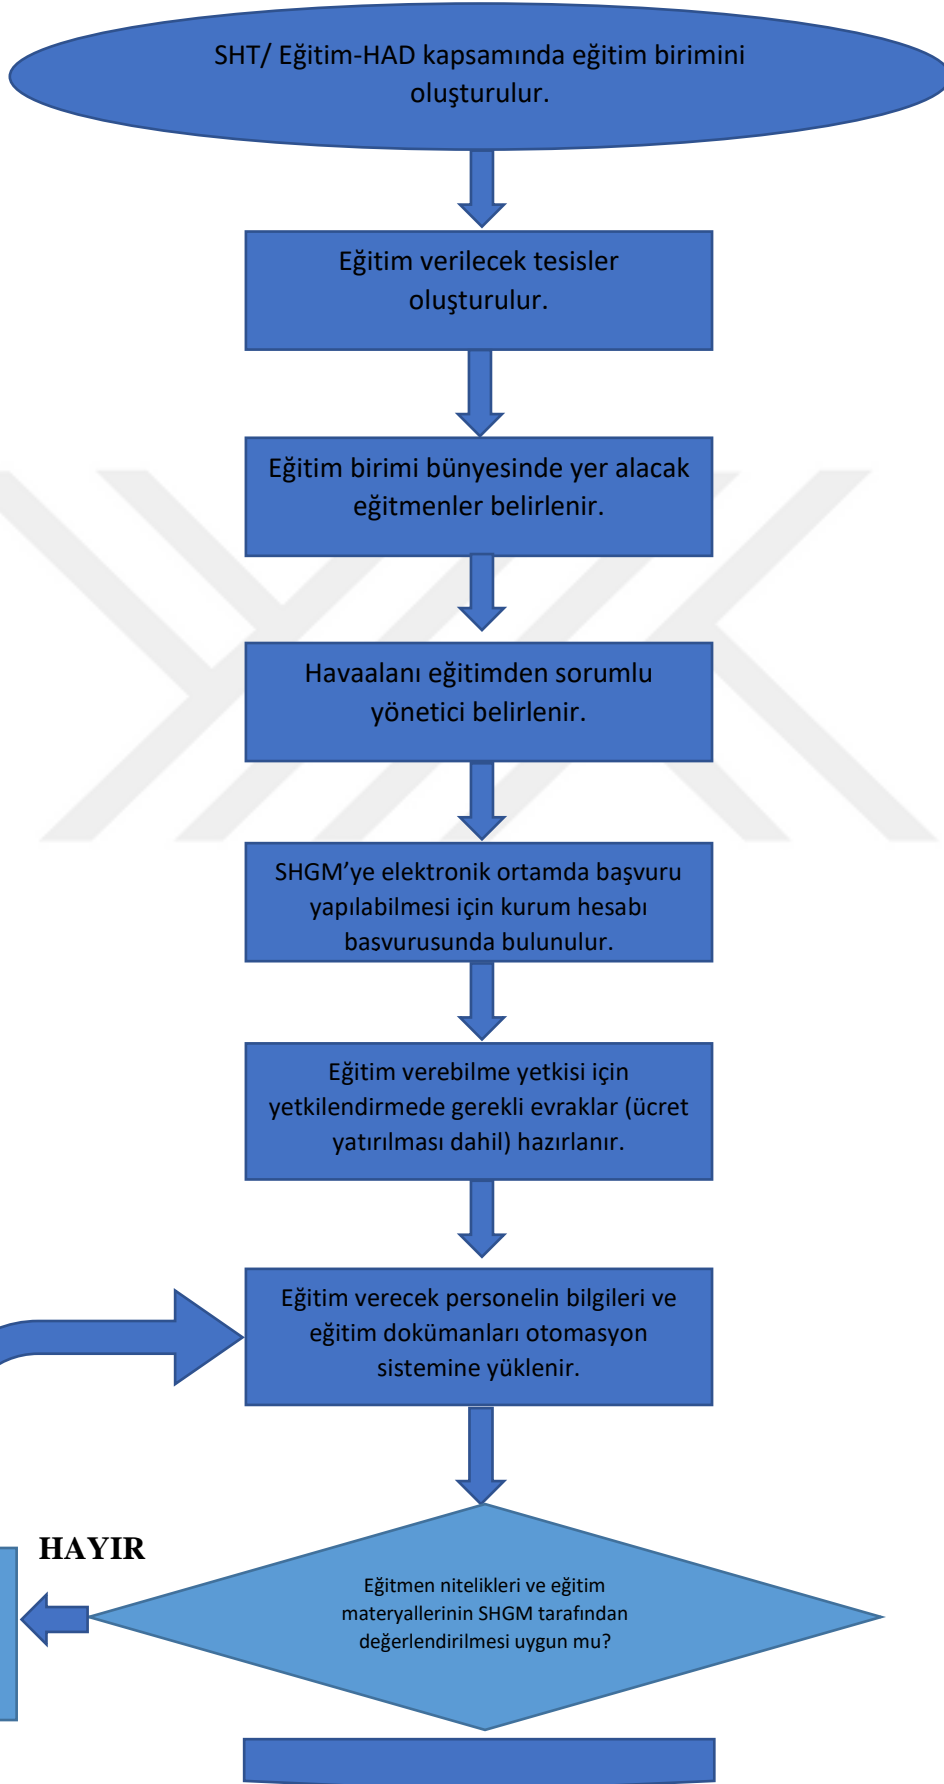 SHT/ Eğitim-HAD kapsamında eğitim birimini
oluşturulur.
Eğitim verilecek tesisler
oluşturulur.
Eğitim birimi bünyesinde yer alacak
eğitmenler belirlenir.
Havaalanı eğitimden sorumlu
yönetici belirlenir.
SHGM’ye elektronik ortamda başvuru
yapılabilmesi için kurum hesabı
basvurusunda bulunulur.
Eğitim verebilme yetkisi için
yetkilendirmede gerekli evraklar (ücret
yatırılması dahil) hazırlanır.
Eğitim verecek personelin bilgileri ve
eğitim dokümanları otomasyon
sistemine yüklenir.
HAYIR
Eğitmen nitelikleri ve eğitim
materyallerinin SHGM tarafından
değerlendirilmesi uygun mu?